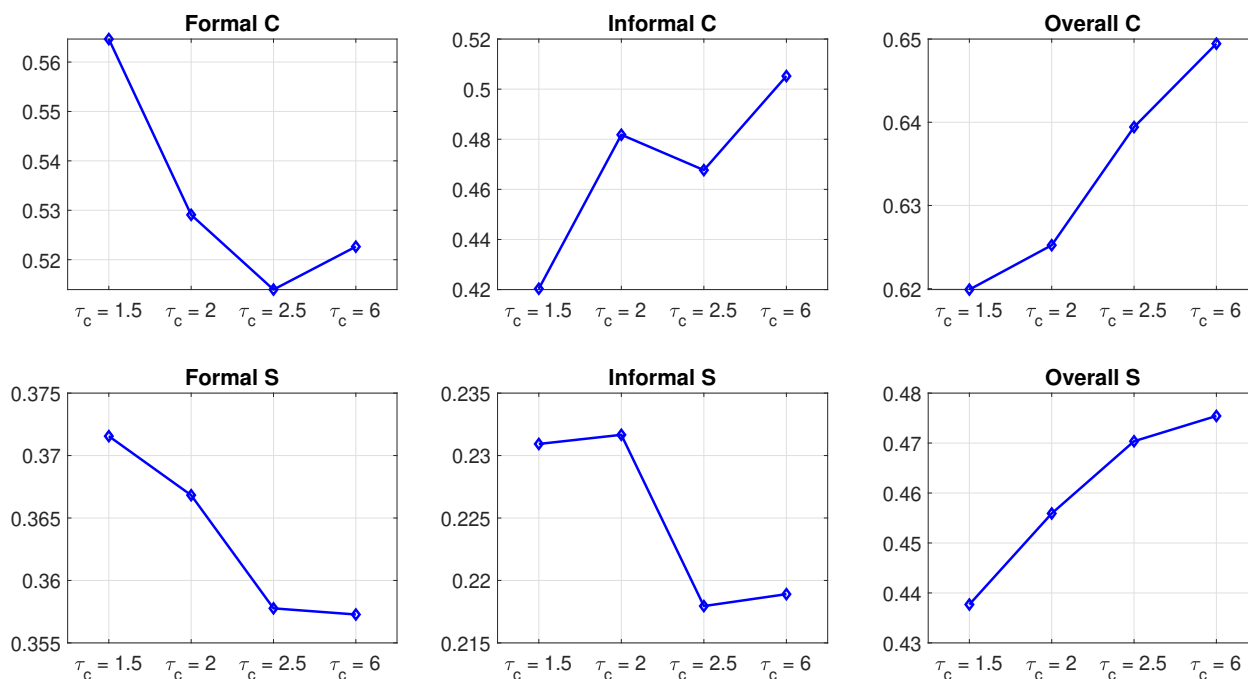 Formal C
0.56
0.55
0.54
0.53
0.52
τc = 1.5 τc = 2 τc = 2.5 τc = 6
Informal C
0.52
0.5
0.48
0.46
0.44
0.42
τc = 1.5 τc = 2 τc = 2.5 τc = 6
Overall C
0.65
0.64
0.63
0.62
τc = 1.5 τc = 2 τc = 2.5 τc = 6
Formal S
0.375
0.37
0.365
0.36
0.355
τc = 1.5 τc = 2 τc = 2.5 τc = 6
Informal S
0.235
0.23
0.225
0.22
0.215
τc = 1.5 τc = 2 τc = 2.5 τc = 6
Overall S
0.48
0.47
0.46
0.45
0.44
0.43
τc = 1.5 τc = 2 τc = 2.5 τc = 6